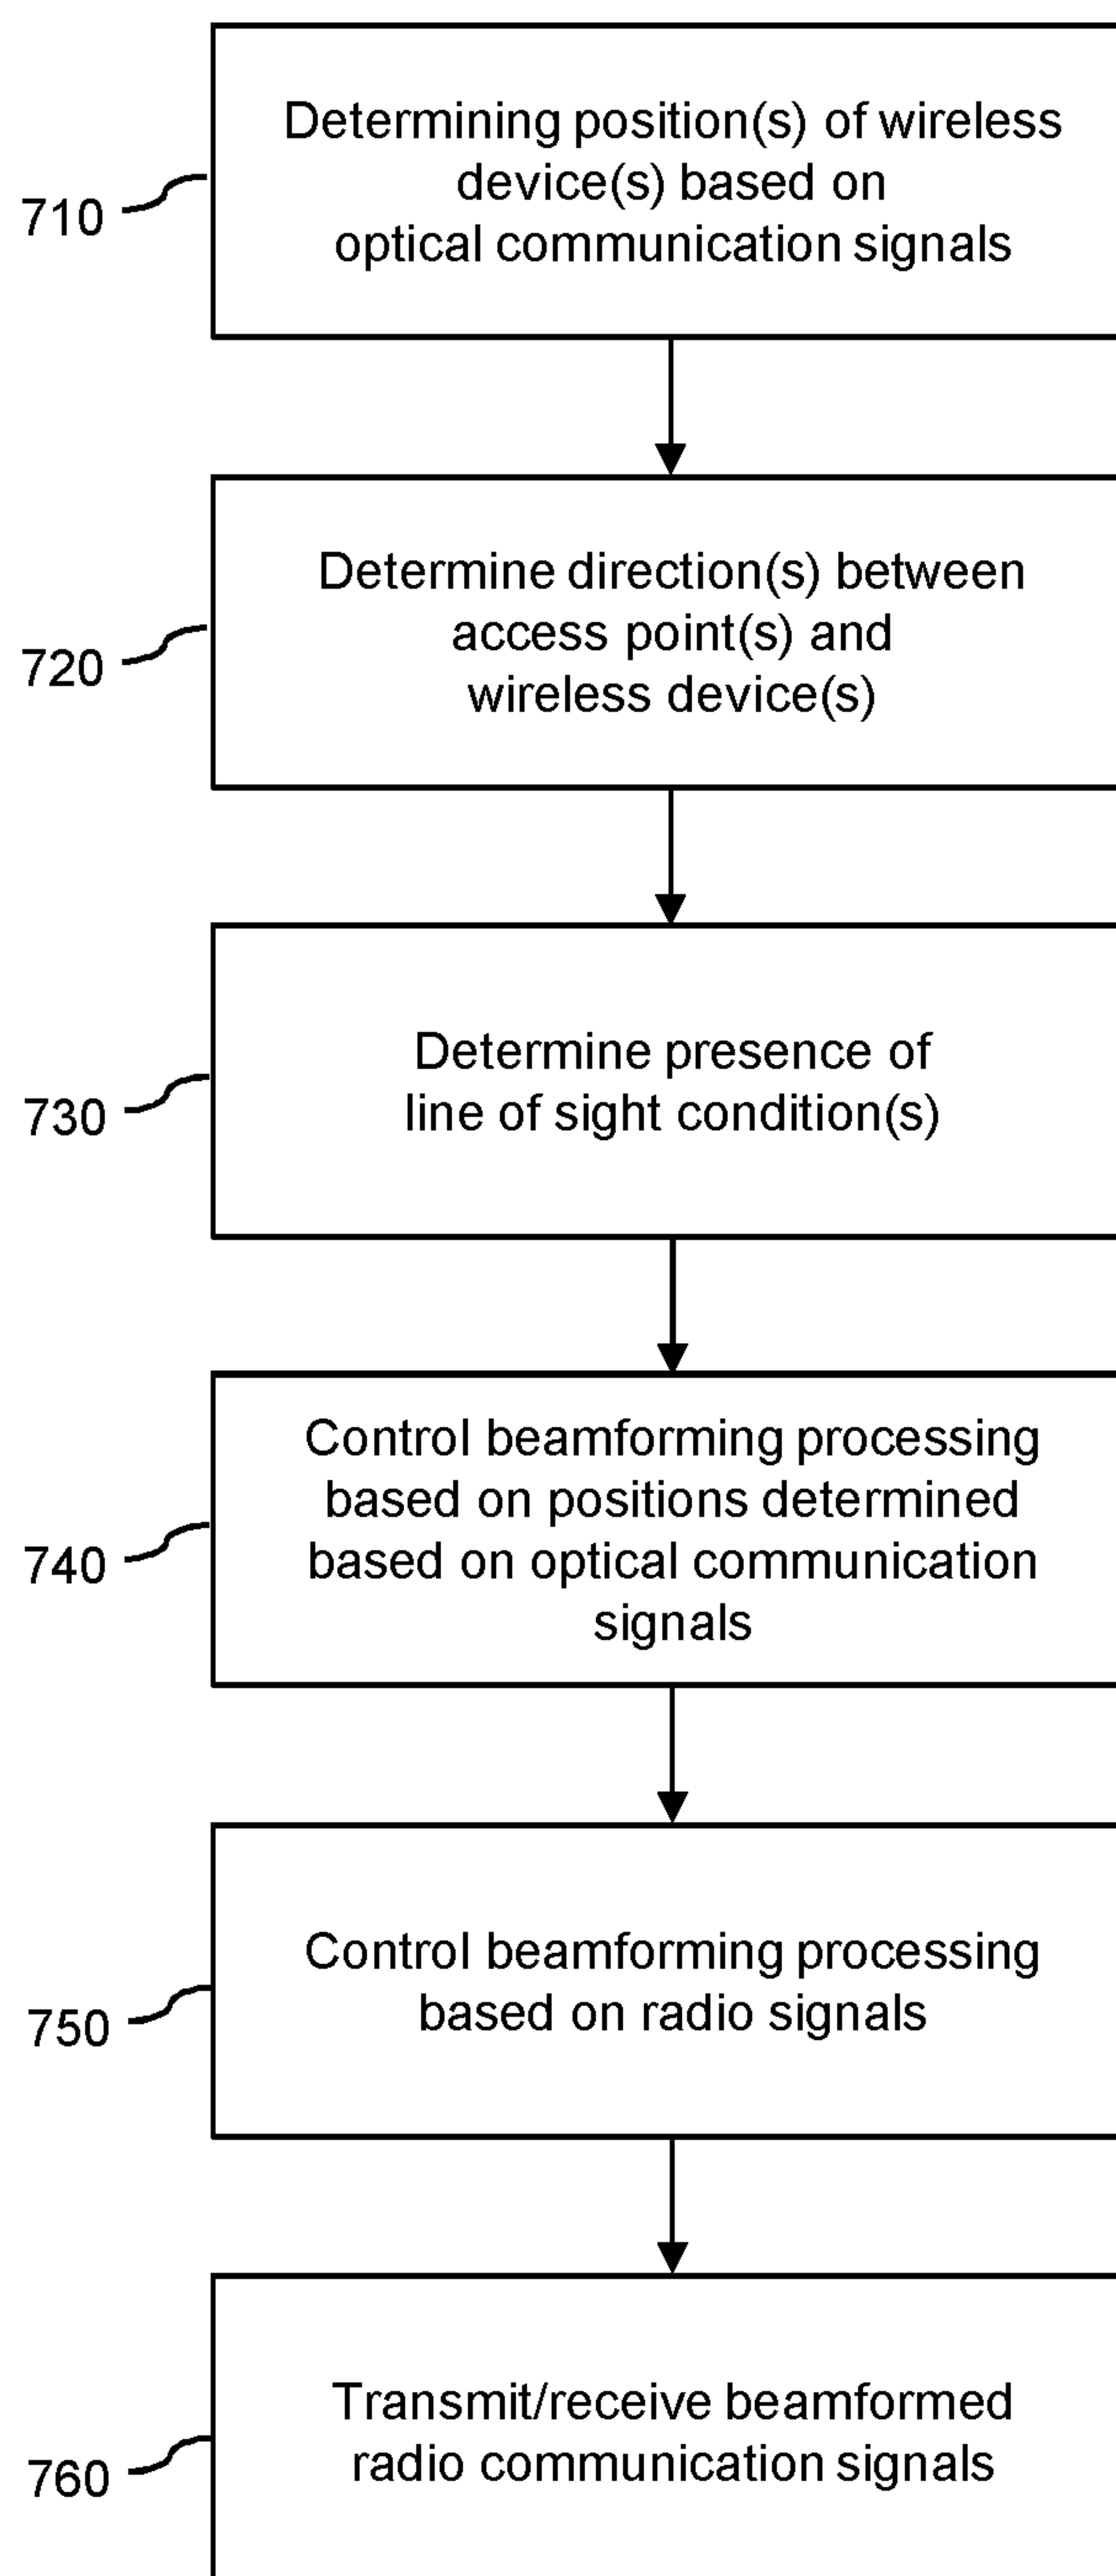 Determining position(s) of wireless
device(s) based on
optical communication signals
710
Determine direction(s) between
access point(s) and
wireless device(s)
720
Determine presence of
line of sight condition(s)
730
Control beamforming processing
based on positions determined
based on optical communication
signals
740
Control beamforming processing
based on radio signals
750
Transmit/receive beamformed
radio communication signals
760